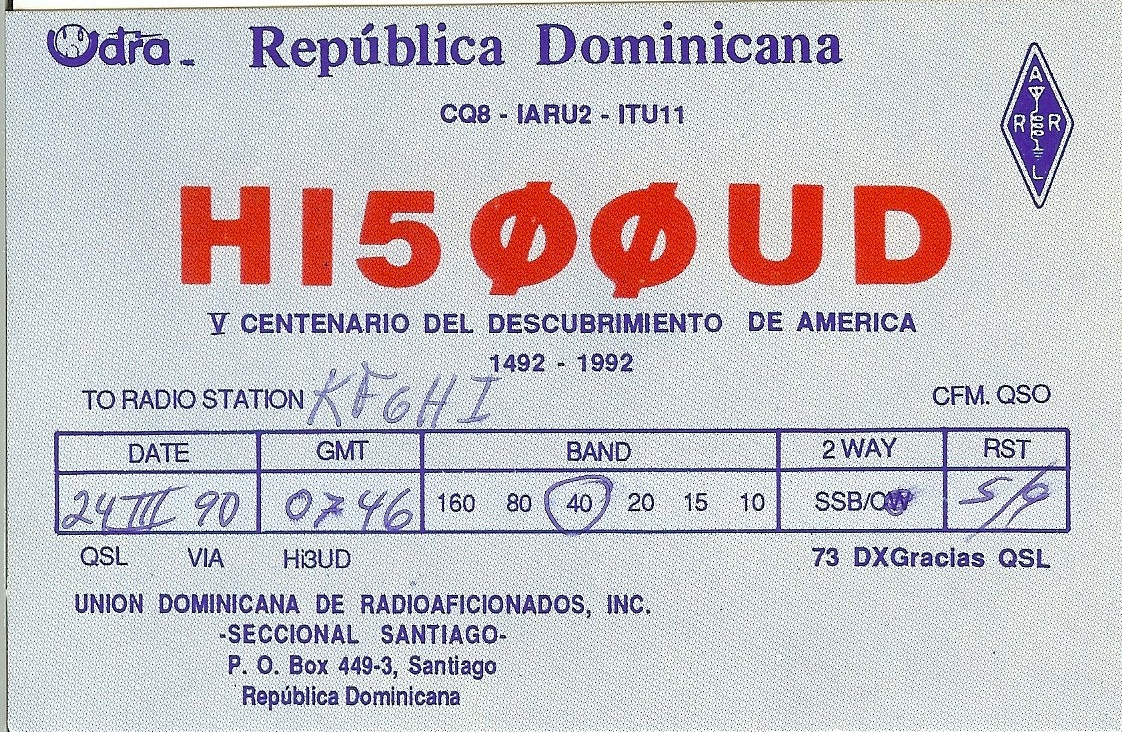 Udra
República Dominicana
CQ8 - IARU2 - ITU11
A
R R
L
HI5ØØUD
V CENTENARIO DEL DESCUBRIMIENTO DE AMERICA
1492 - 1992
TO RADIO STATION KF6HI CFM. QSO
DATE GMT BAND 2 WAY RST
24 III 90 0746 160 80 40 20 15 10 SSB/CW 5/9
QSL VIA Hi3UD 73 DXGracias QSL
UNION DOMINICANA DE RADIOAFICIONADOS, INC.
-SECCIONAL SANTIAGO-
P. O. Box 449-3, Santiago
República Dominicana